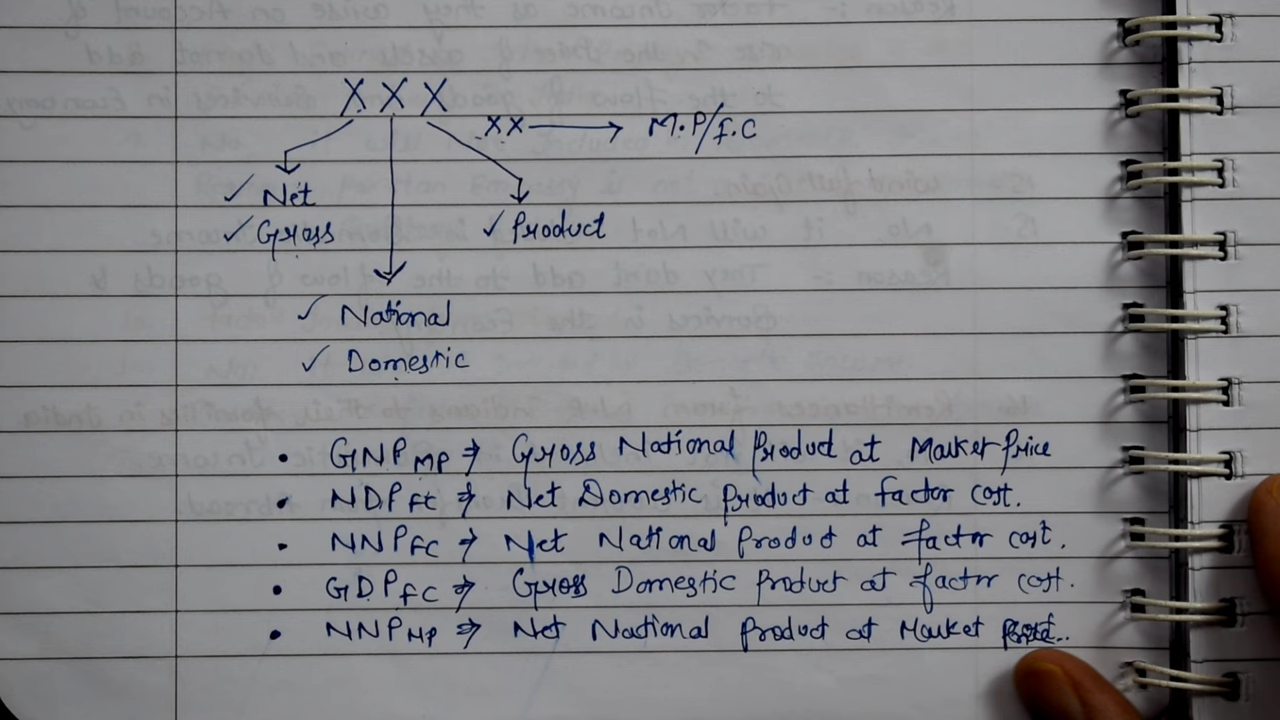 X X X
XX → M.P/F.C
✓ Net
✓ Gross
✓ Product
✓ National
✓ Domestic
• GNP MP ⇒ Gross National Product at Market Price
• NDP FC ⇒ Net Domestic Product at factor cost.
• NNP FC ⇒ Net National Product at factor cost.
• GDP FC ⇒ Gross Domestic Product at factor cost.
• NNP MP ⇒ Net National Product at Market